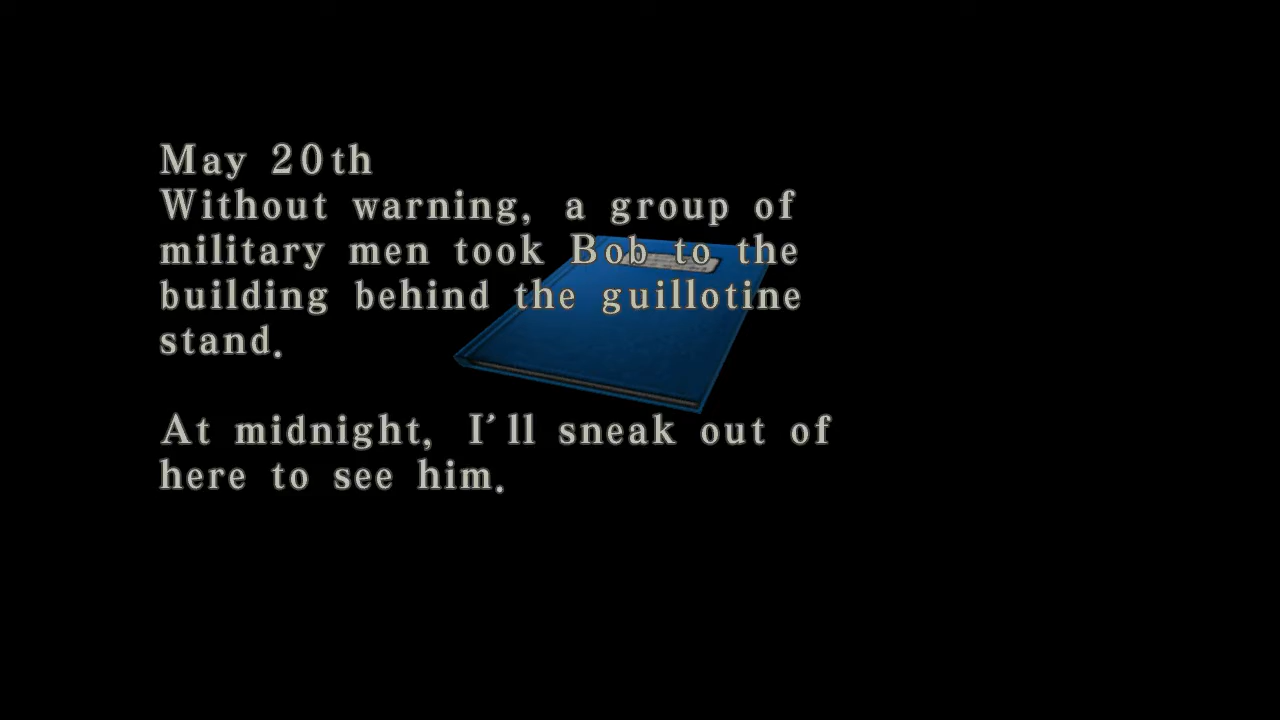 May 20th
Without warning, a group of
military men took Bob to the
building behind the guillotine
stand.
At midnight, I'll sneak out of
here to see him.